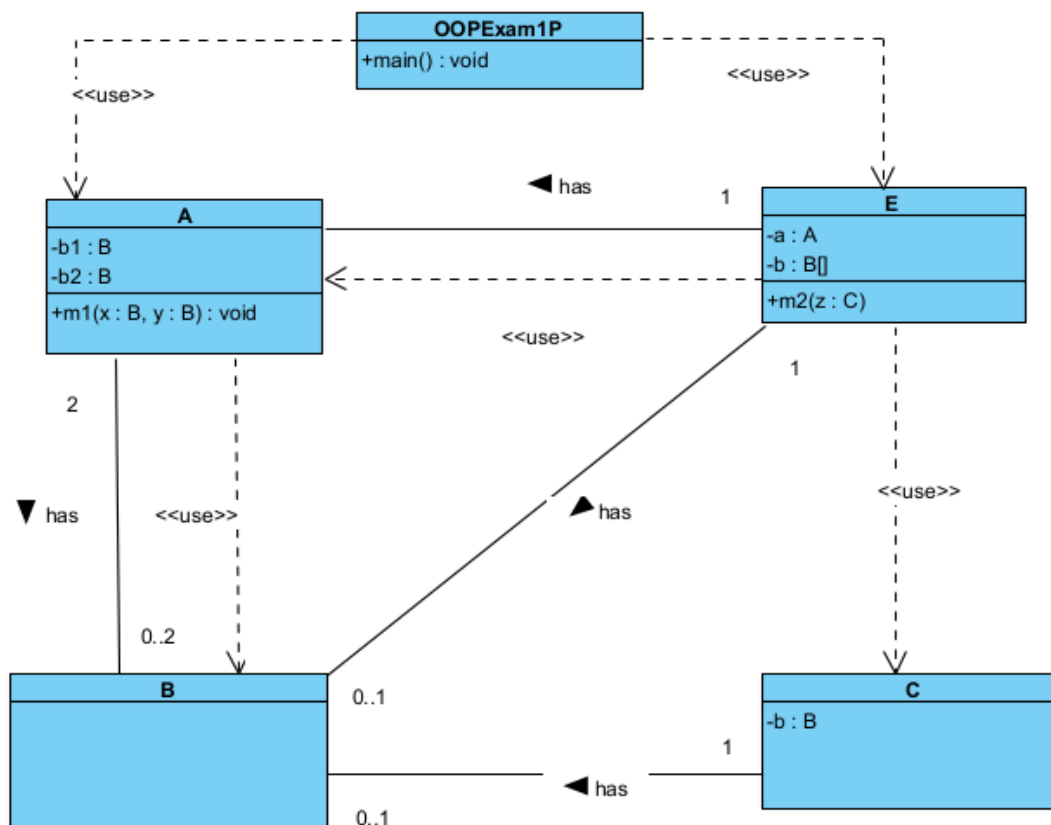 OOPExam1P
+main() : void
<<use>>
<<use>>
has
1
A
-b1 : B
-b2 : B
+m1(x : B, y : B) : void
E
-a : A
-b : B[]
+m2(z : C)
<<use>>
2
1
has
<<use>>
has
<<use>>
0..2
B
0..1
C
-b : B
1
has
0..1